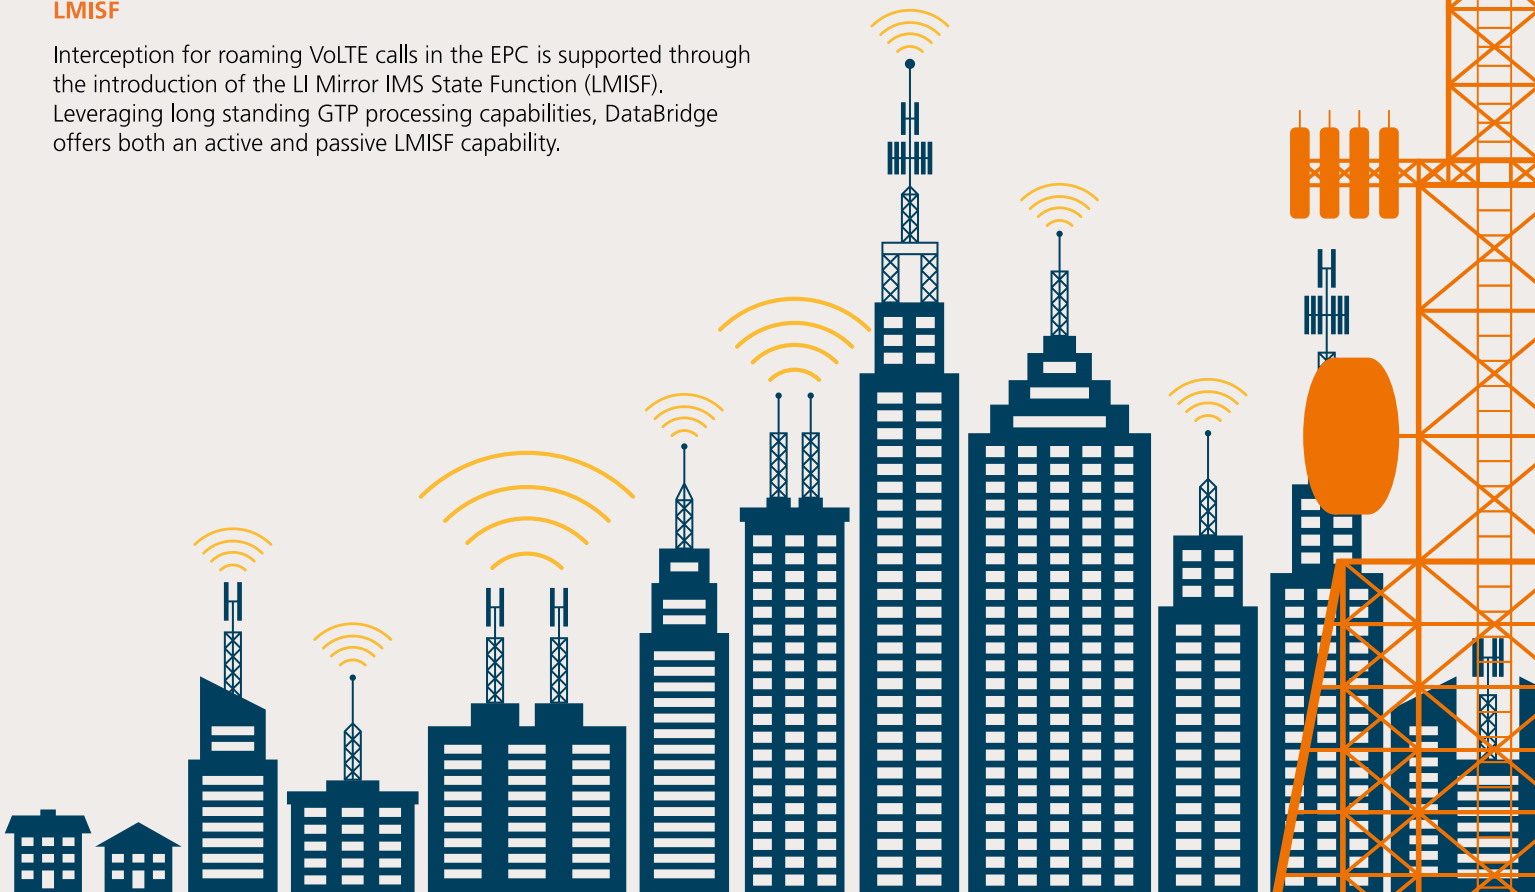 LMISF
Interception for roaming VoLTE calls in the EPC is supported through
the introduction of the LI Mirror IMS State Function (LMISF).
Leveraging long standing GTP processing capabilities, DataBridge
offers both an active and passive LMISF capability.